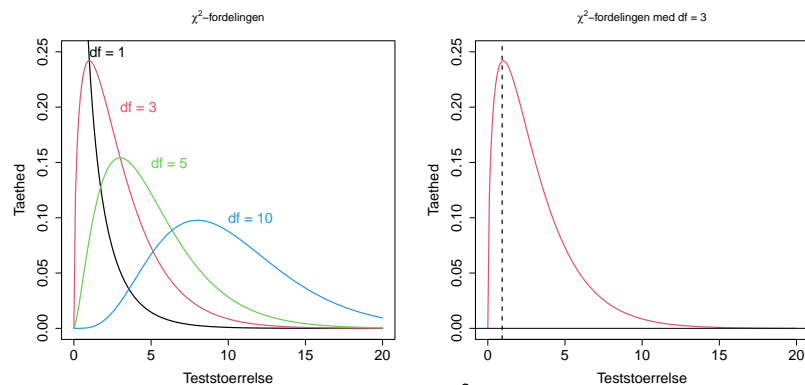 χ²−fordelingen
df = 1
df = 3
df = 5
df = 10
Taethed
0.00 0.05 0.10 0.15 0.20 0.25
0 5 10 15 20
Teststoerrelse
χ²−fordelingen med df = 3
Taethed
0.00 0.05 0.10 0.15 0.20 0.25
0 5 10 15 20
Teststoerrelse